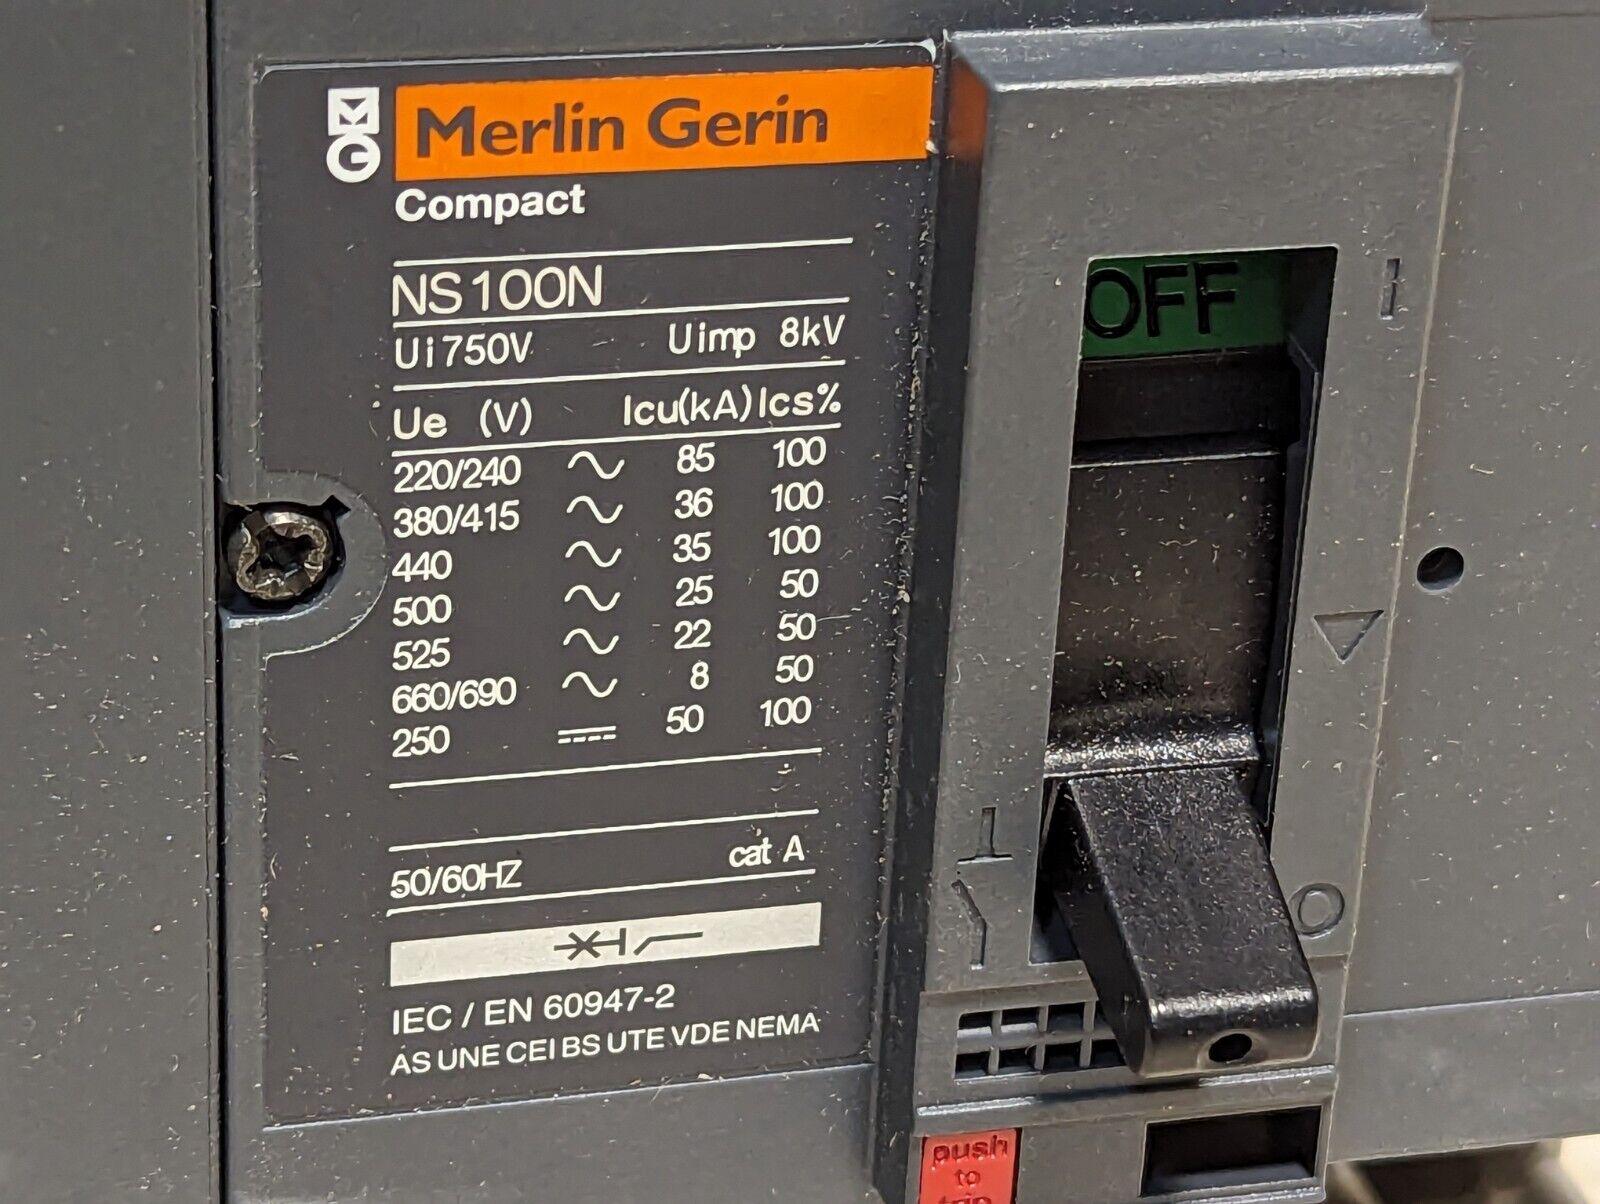 MG Merlin Gerin
Compact
NS100N
Ui750V Uimp 8kV
Ue (V) Icu(kA) Ics%
220/240 ~ 85 100
380/415 ~ 36 100
440 ~ 35 100
500 ~ 25 50
525 ~ 22 50
660/690 ~ 8 50
250 ⎓ 50 100
50/60HZ cat A
IEC / EN 60947-2
AS UNE CEI BS UTE VDE NEMA
OFF
I
O
push
to
trip